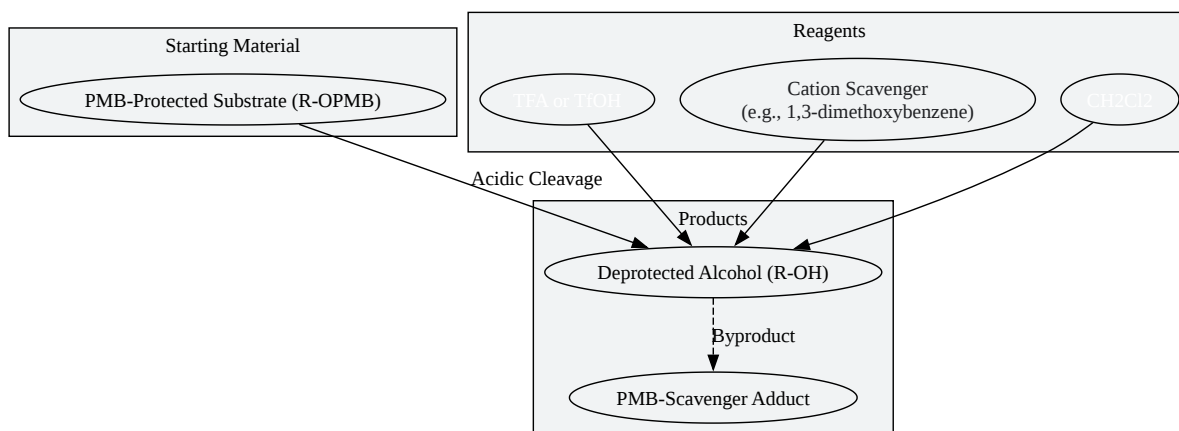 Starting Material
PMB-Protected Substrate (R-OPMB)
Reagents
TFA or TfOH
Cation Scavenger
(e.g., 1,3-dimethoxybenzene)
CH2Cl2
Acidic Cleavage
Products
Deprotected Alcohol (R-OH)
Byproduct
PMB-Scavenger Adduct